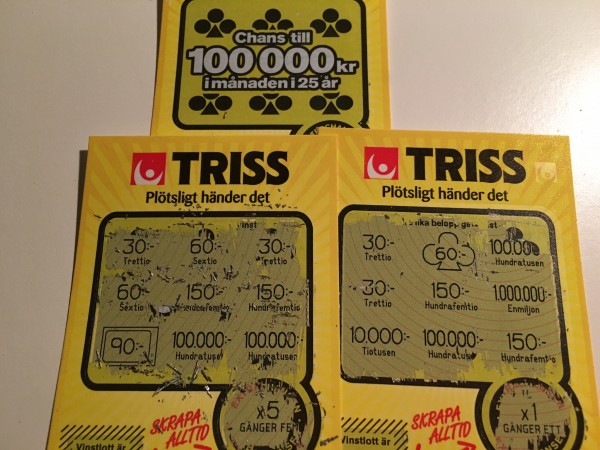 Chans till
100 000 kr
i månaden i 25 år
TRISS
Plötsligt händer det
30:- 60:- 30:-
Trettio Sextio Trettio
60:- 150:- 150:-
Sextio Hundrafemtio Hundrafemtio
90:- 100.000:- 100.000:-
Hundratusen Hundratusen
x5
GÅNGER FEM
SKRAPA
ALLTID
Vinstlott är
TRISS
Plötsligt händer det
lika belopp
30:- 60:-
Trettio Hundratusen
30:- 150:- 1.000.000:-
Trettio Hundrafemtio Enmiljon
10.000:- 100.000:- 150:-
Tiotusen Hundratusen Hundrafemtio
x1
GÅNGER ETT
SKRAPA
ALLTID
Vinstlott är